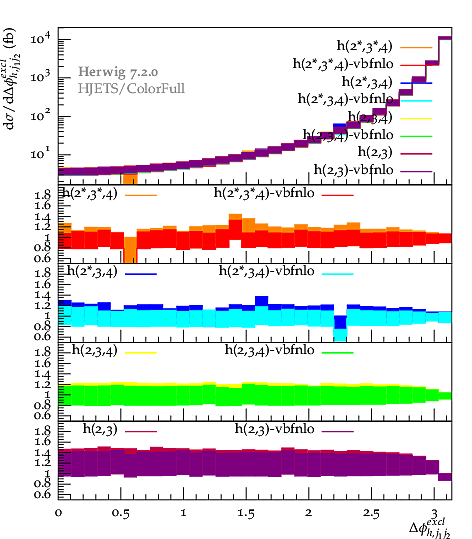 dσ/dΔϕ^{excl}_{h,j1j2} (fb)
10^4
10^3
10^2
10^1
Herwig 7.2.0
HJETS/ColorFull
h(2*,3*,4)
h(2*,3*,4)-vbfnlo
h(2*,3,4)
h(2*,3,4)-vbfnlo
h(2,3,4)
h(2,3,4)-vbfnlo
h(2,3)
h(2,3)-vbfnlo
h(2*,3*,4) h(2*,3*,4)-vbfnlo
1.8
1.6
1.4
1.2
1
0.8
0.6
h(2*,3,4) h(2*,3,4)-vbfnlo
1.8
1.6
1.4
1.2
1
0.8
0.6
h(2,3,4) h(2,3,4)-vbfnlo
1.8
1.6
1.4
1.2
1
0.8
0.6
h(2,3) h(2,3)-vbfnlo
1.8
1.6
1.4
1.2
1
0.8
0.6
0 0.5 1 1.5 2 2.5 3
Δϕ^{excl}_{h,j1j2}